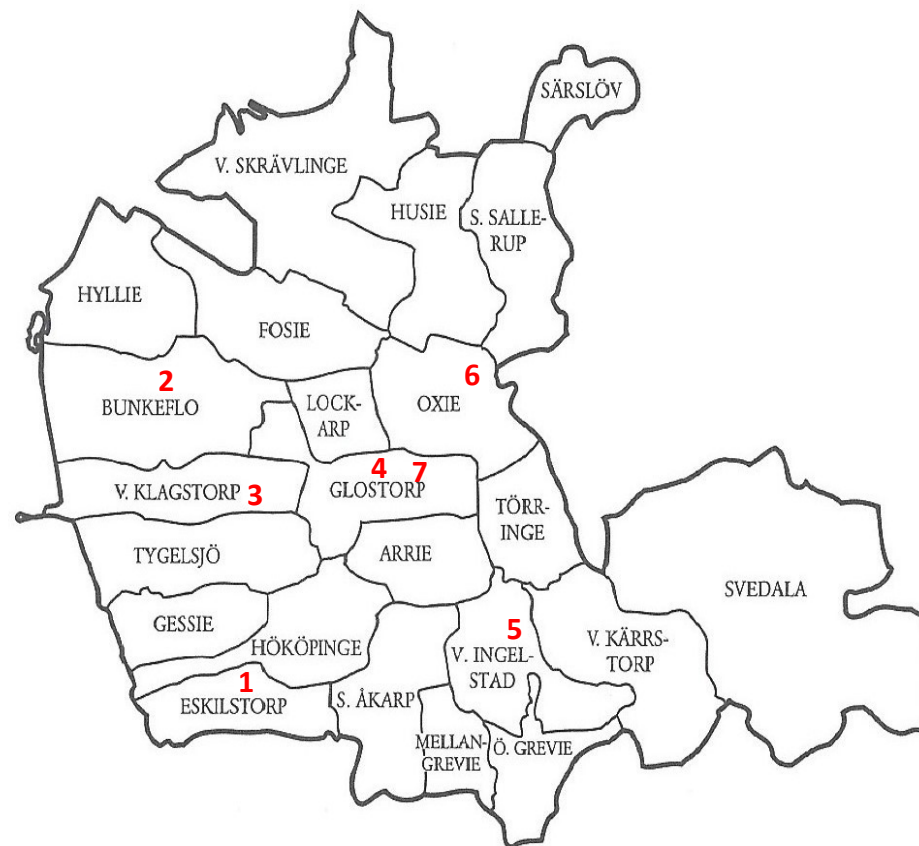 SÄRSLÖV
V. SKRÄVLINGE
HUSIE
S. SALLE-
RUP
HYLLIE
FOSIE
2
BUNKEFLO
LOCK-
ARP
6
OXIE
4 7
GLOSTORP
V. KLAGSTORP 3
TÖRR-
INGE
TYGELSJÖ
ARRIE
SVEDALA
GESSIE
HÖKÖPINGE
5
V. INGEL-
STAD
V. KÄRRS-
TORP
1
ESKILSTORP
S. ÅKARP
MELLAN-
GREVIE
Ö. GREVIE